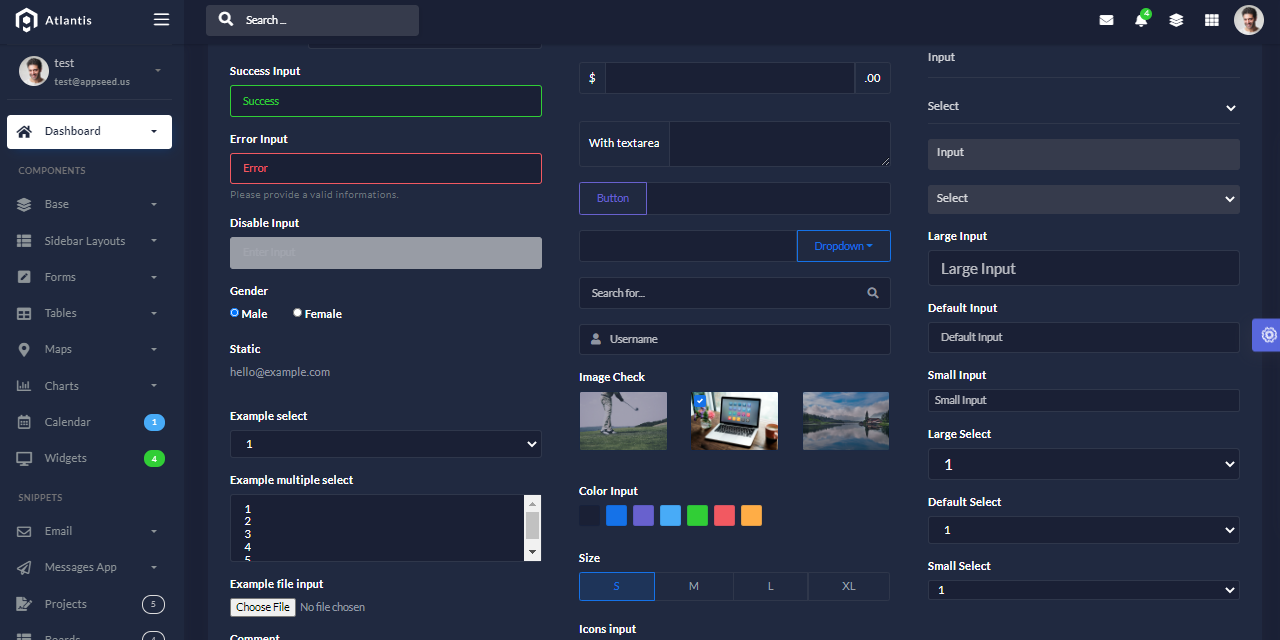 Atlantis
Search ...
4
test
test@appseed.us
Dashboard
COMPONENTS
Base
Sidebar Layouts
Forms
Tables
Maps
Charts
Calendar
1
Widgets
4
SNIPPETS
Email
Messages App
Projects
5
Boards
4
Success Input
Success
Error Input
Error
Please provide a valid informations.
Disable Input
Enter Input
Gender
Male
Female
Static
hello@example.com
Example select
1
Example multiple select
1
2
3
4
5
Example file input
Choose File
No file chosen
Comment
$
.00
With textarea
Button
Dropdown
Search for...
Username
Image Check
Color Input
Size
S
M
L
XL
Icons input
Input
Select
Input
Select
Large Input
Large Input
Default Input
Default Input
Small Input
Small Input
Large Select
1
Default Select
1
Small Select
1